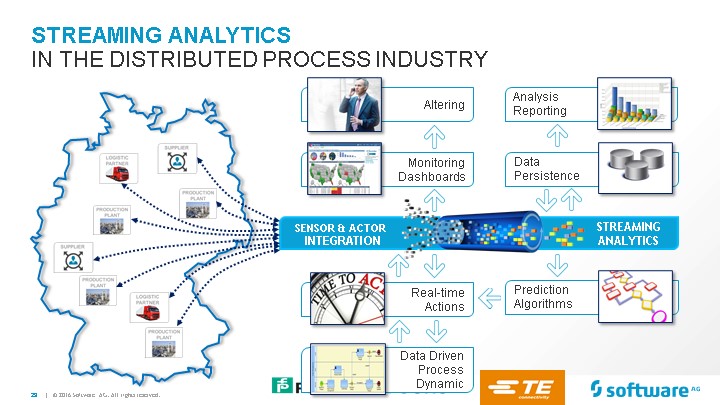 STREAMING ANALYTICS
IN THE DISTRIBUTED PROCESS INDUSTRY
SUPPLIER
LOGISTIC
PARTNER
PRODUCTION
PLANT
PRODUCTION
PLANT
SUPPLIER
PRODUCTION
PLANT
LOGISTIC
PARTNER
PRODUCTION
PLANT
Altering
Analysis
Reporting
Monitoring
Dashboards
Data
Persistence
SENSOR & ACTOR
INTEGRATION
STREAMING
ANALYTICS
TIME TO ACT
Real-time
Actions
Prediction
Algorithms
Data Driven
Process
Dynamic
TE
connectivity
software AG
29 | © 2016 Software AG. All rights reserved.